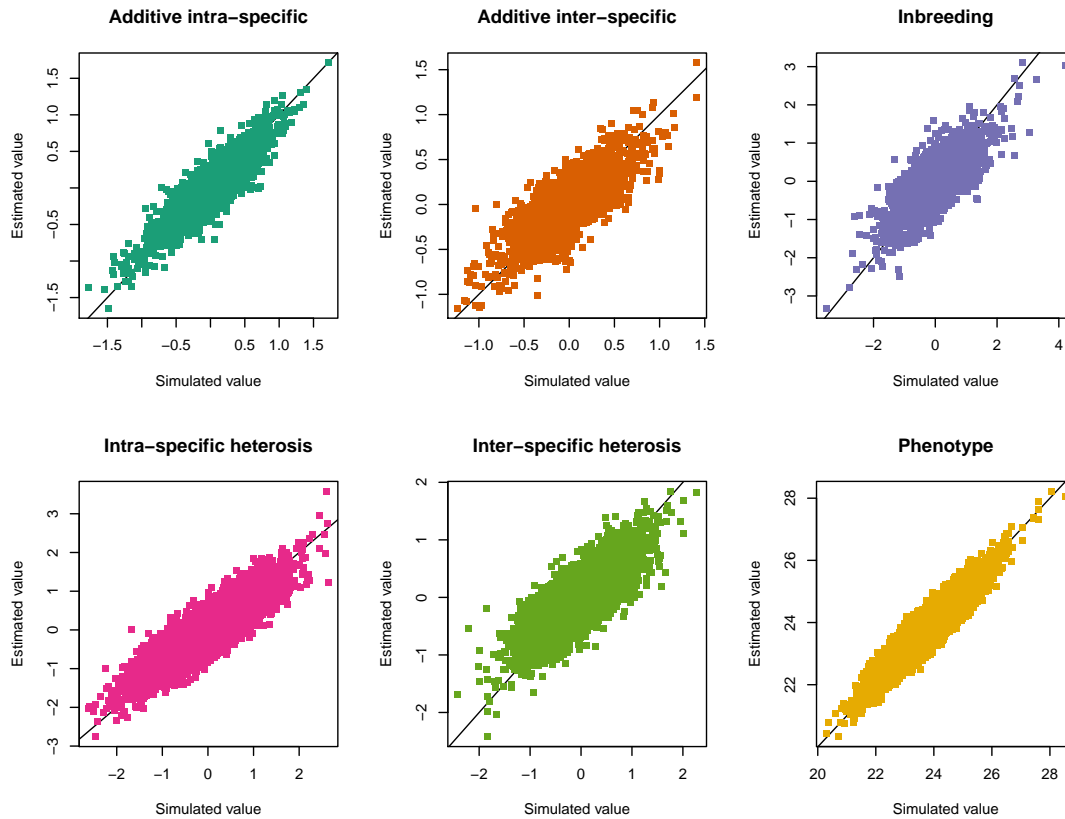 Additive intra−specific
Estimated value
1.5
1.0
0.5
−0.5
−1.5
−1.5 −0.5 0.5 1.0 1.5
Simulated value
Additive inter−specific
Estimated value
1.5
1.0
0.5
0.0
−0.5
−1.0
−1.0 −0.5 0.0 0.5 1.0 1.5
Simulated value
Inbreeding
Estimated value
3
2
1
0
−1
−2
−3
−2 0 2 4
Simulated value
Intra−specific heterosis
Estimated value
3
2
1
0
−1
−2
−3
−2 −1 0 1 2
Simulated value
Inter−specific heterosis
Estimated value
2
1
0
−1
−2
−2 −1 0 1 2
Simulated value
Phenotype
Estimated value
28
26
24
22
20 22 24 26 28
Simulated value